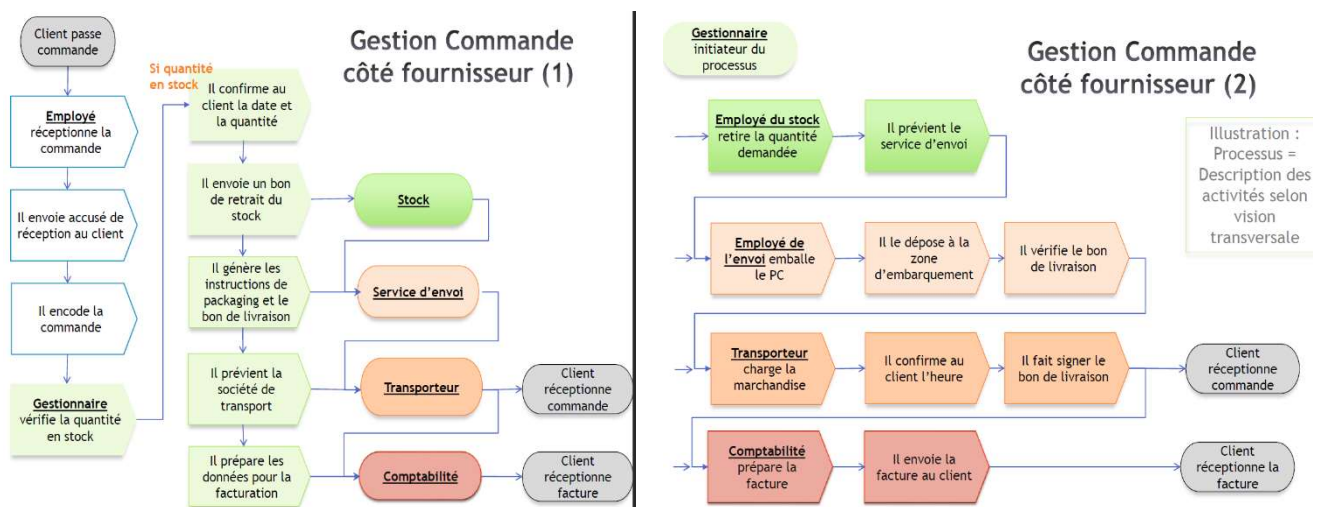 Client passe
commande
Gestion Commande
côté fournisseur (1)
Employé
réceptionne la
commande
Il envoie accusé de
réception au client
Il encode la
commande
Gestionnaire
vérifie la quantité
en stock
Si quantité
en stock
Il confirme au
client la date et
la quantité
Il envoie un bon
de retrait du
stock
Stock
Il génère les
instructions de
packaging et le
bon de livraison
Service d’envoi
Il prévient la
société de
transport
Transporteur
Client
réceptionne
commande
Il prépare les
données pour la
facturation
Comptabilité
Client
réceptionne
facture
Gestionnaire
initiateur du
processus
Gestion Commande
côté fournisseur (2)
Employé du stock
retire la quantité
demandée
Il prévient le
service d’envoi
Illustration :
Processus =
Description des
activités selon
vision
transversale
Employé de
l’envoi emballe
le PC
Il le dépose à la
zone
d’embarquement
Il vérifie le bon
de livraison
Transporteur
charge la
marchandise
Il confirme au
client l’heure
Il fait signer le
bon de livraison
Client
réceptionne
commande
Comptabilité
prépare la
facture
Il envoie la
facture au client
Client
réceptionne la
facture